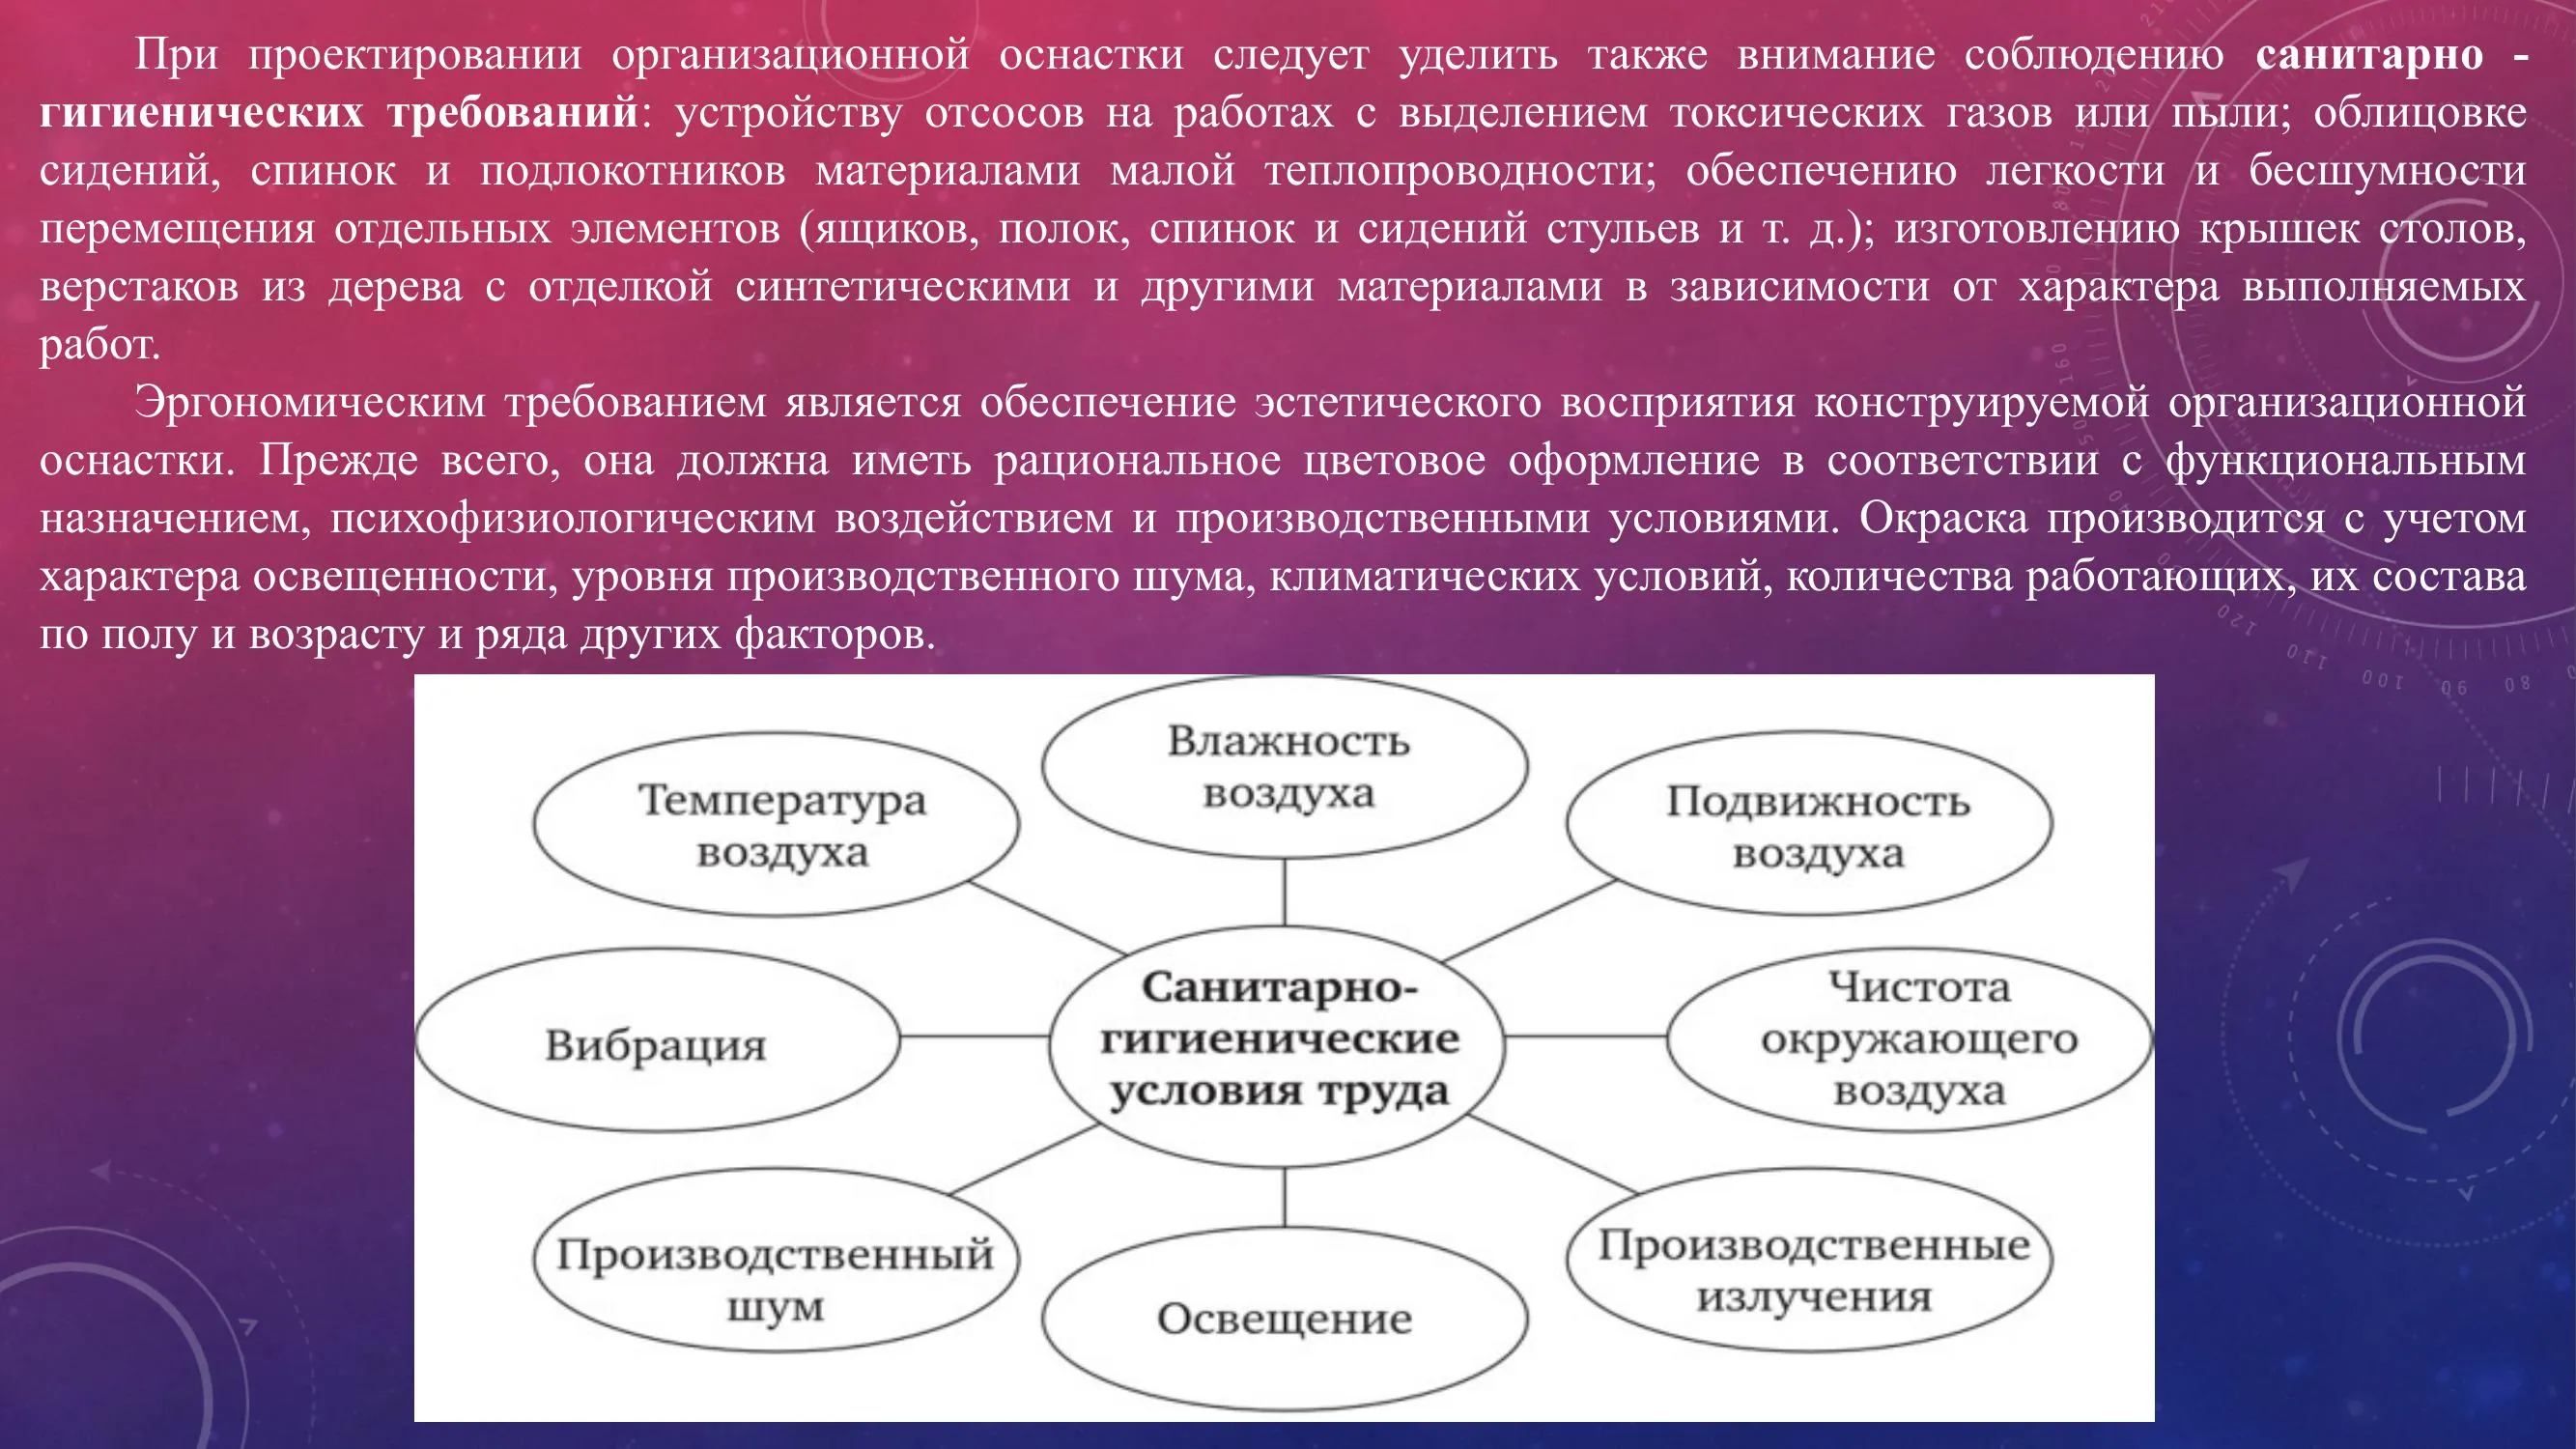 При проектировании организационной оснастки следует уделить также внимание соблюдению санитарно -
гигиенических требований: устройству отсосов на работах с выделением токсических газов или пыли; облицовке
сидений, спинок и подлокотников материалами малой теплопроводности; обеспечению легкости и бесшумности
перемещения отдельных элементов (ящиков, полок, спинок и сидений стульев и т. д.); изготовлению крышек столов,
верстаков из дерева с отделкой синтетическими и другими материалами в зависимости от характера выполняемых
работ.
Эргономическим требованием является обеспечение эстетического восприятия конструируемой организационной
оснастки. Прежде всего, она должна иметь рациональное цветовое оформление в соответствии с функциональным
назначением, психофизиологическим воздействием и производственными условиями. Окраска производится с учетом
характера освещенности, уровня производственного шума, климатических условий, количества работающих, их состава
по полу и возрасту и ряда других факторов.
Влажность
воздуха
Температура
воздуха
Подвижность
воздуха
Вибрация
Санитарно-
гигиенические
условия труда
Чистота
окружающего
воздуха
Производственный
шум
Освещение
Производственные
излучения
160
120
110
100
90
80